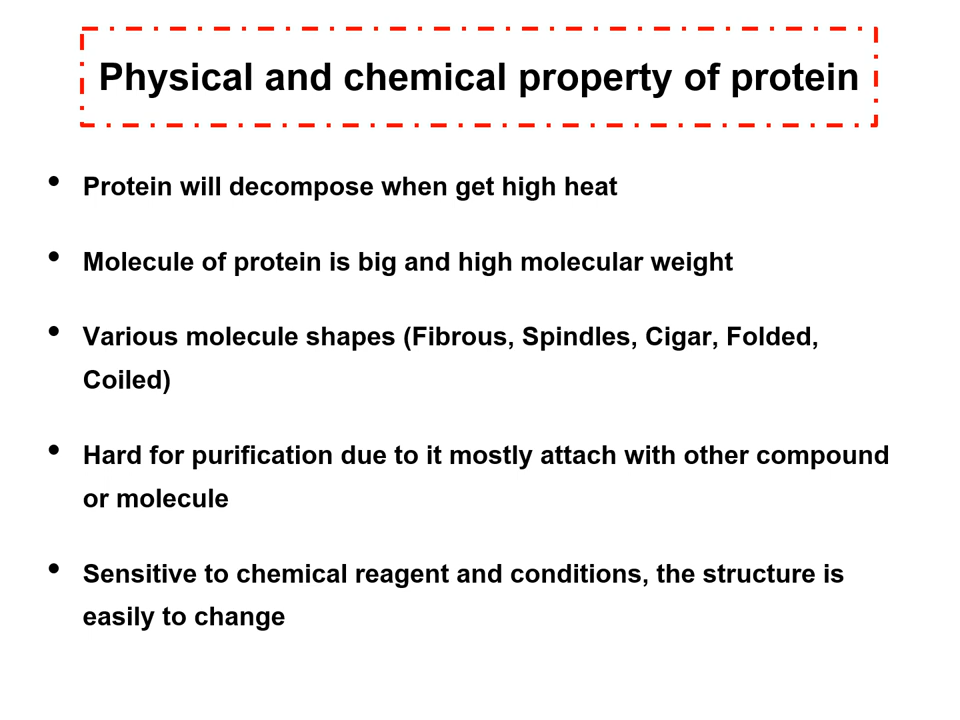 Physical and chemical property of protein
• Protein will decompose when get high heat
• Molecule of protein is big and high molecular weight
• Various molecule shapes (Fibrous, Spindles, Cigar, Folded,
Coiled)
• Hard for purification due to it mostly attach with other compound
or molecule
• Sensitive to chemical reagent and conditions, the structure is
easily to change